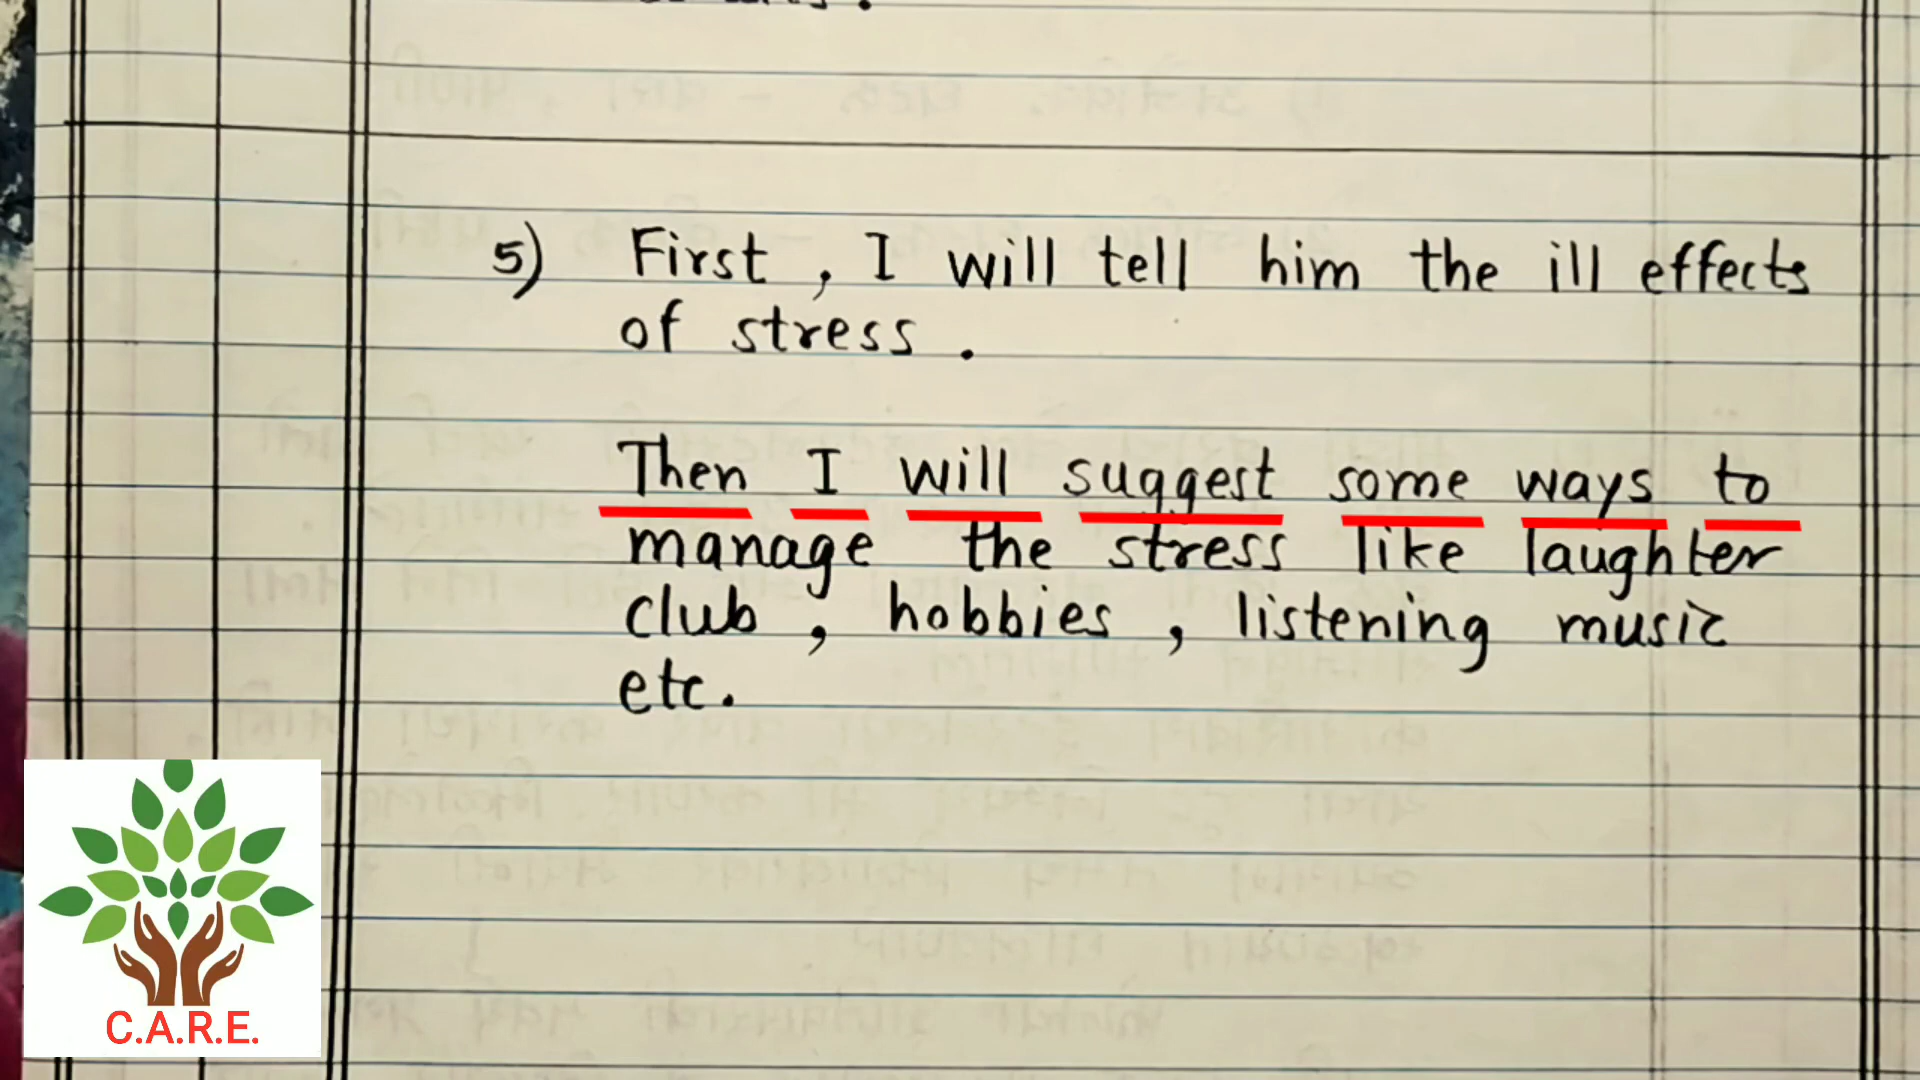 5) First , I will tell him the ill effects
of stress .
Then I will suggest some ways to
manage the stress like laughter
club , hobbies , listening music
etc.
C.A.R.E.